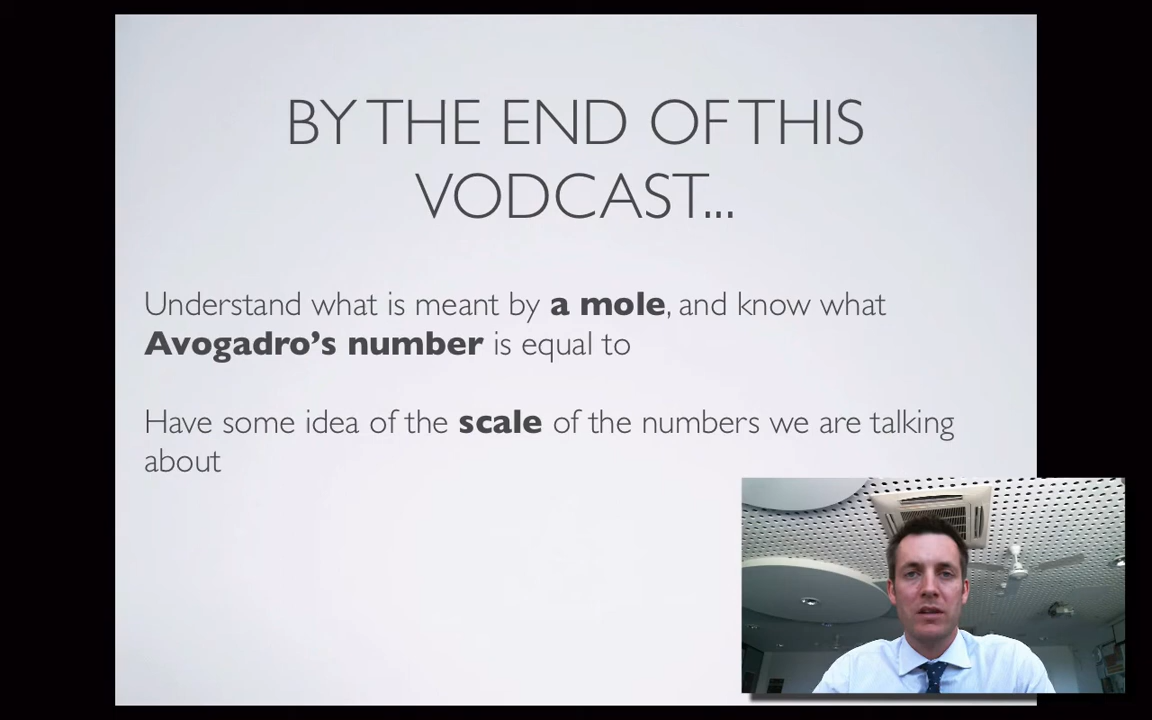 BY THE END OF THIS
VODCAST...
Understand what is meant by a mole, and know what
Avogadro’s number is equal to
Have some idea of the scale of the numbers we are talking
about